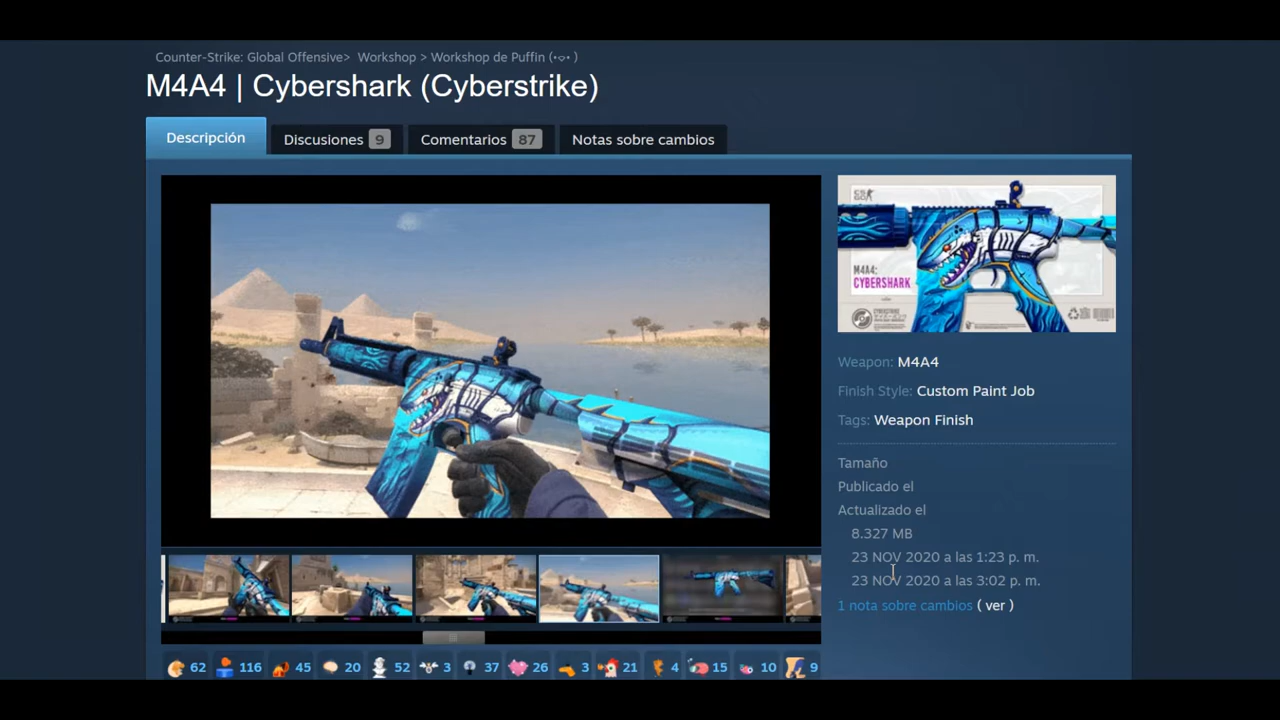 Counter-Strike: Global Offensive> Workshop > Workshop de Puffin (•⌔• )
M4A4 | Cybershark (Cyberstrike)
Descripción Discusiones 9 Comentarios 87 Notas sobre cambios
CS
GO
M4A4:
CYBERSHARK
CYBERSTRIKE
Weapon: M4A4
Finish Style: Custom Paint Job
Tags: Weapon Finish
Tamaño
Publicado el
Actualizado el
8.327 MB
23 NOV 2020 a las 1:23 p. m.
23 NOV 2020 a las 3:02 p. m.
1 nota sobre cambios ( ver )
62 116 45 20 52 3 37 26 3 21 4 15 10 9